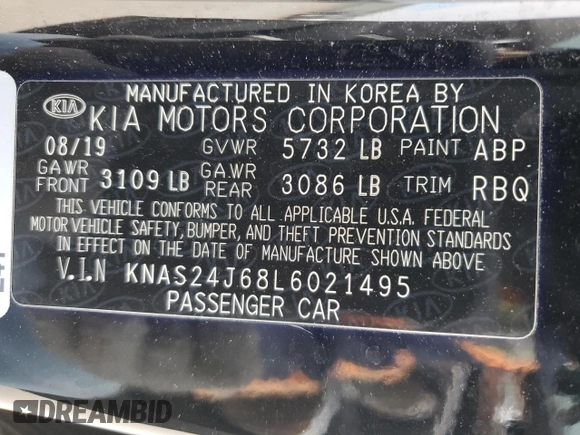 MANUFACTURED IN KOREA BY
KIA KIA MOTORS CORPORATION
08/19 GVWR 5732 LB PAINT ABP
GAWR FRONT 3109 LB GA.WR REAR 3086 LB TRIM RBQ
THIS VEHICLE CONFORMS TO ALL APPLICABLE U.S.A. FEDERAL
MOTOR VEHICLE SAFETY, BUMPER, AND THEFT PREVENTION STANDARDS
IN EFFECT ON THE DATE OF MANUFACTURE SHOWN ABOVE
V.I.N KNAS24J68L6021495
PASSENGER CAR
DREAMBID